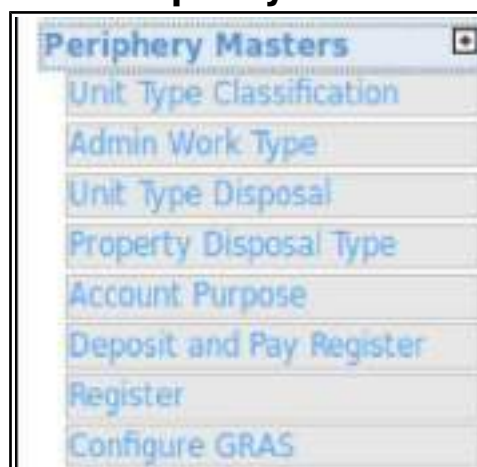 Periphery Masters
Unit Type Classification
Admin Work Type
Unit Type Disposal
Property Disposal Type
Account Purpose
Deposit and Pay Register
Register
Configure GRAS